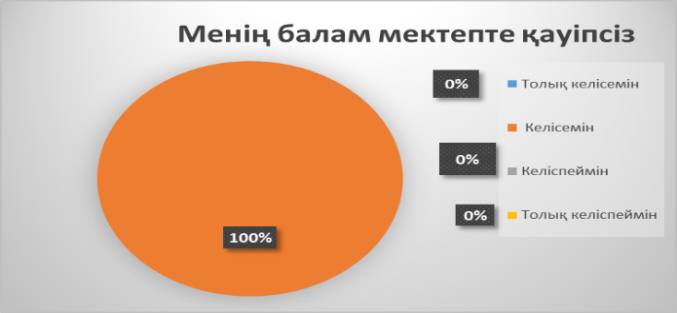 Менің балам мектепте қауіпсіз
0%
Толық келісемін
Келісемін
0%
Келіспеймін
0%
Толық келіспеймін
100%